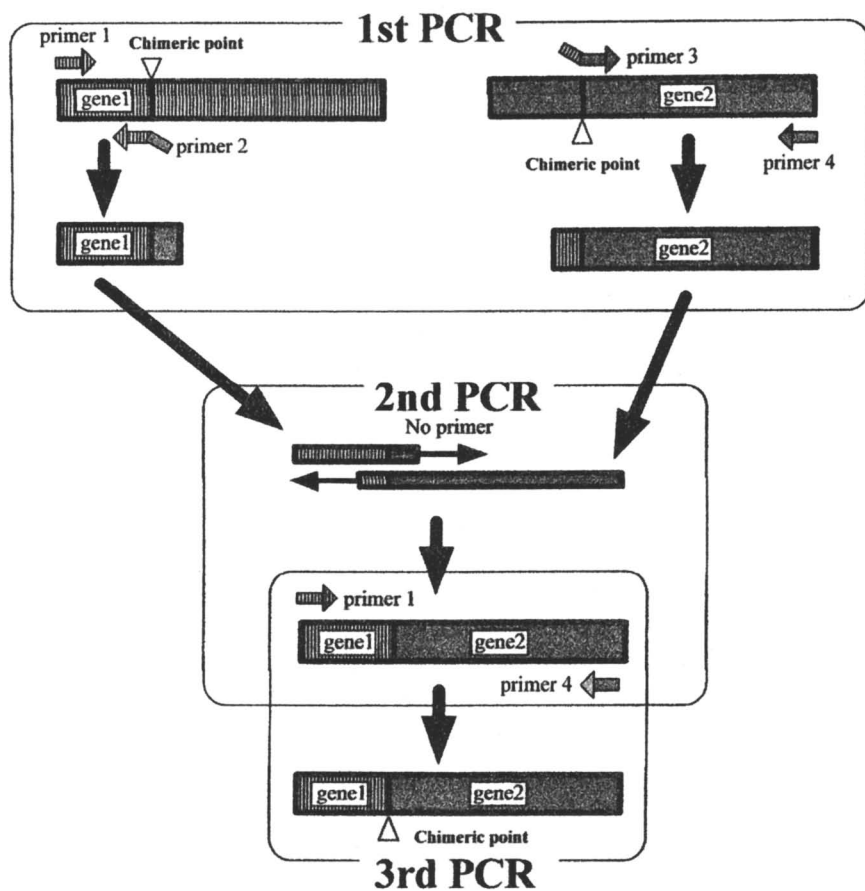 1st PCR
primer 1
Chimeric point
gene1
primer 2
primer 3
gene2
Chimeric point
primer 4
gene1
gene2
2nd PCR
No primer
primer 1
gene1
gene2
primer 4
gene1
gene2
Chimeric point
3rd PCR